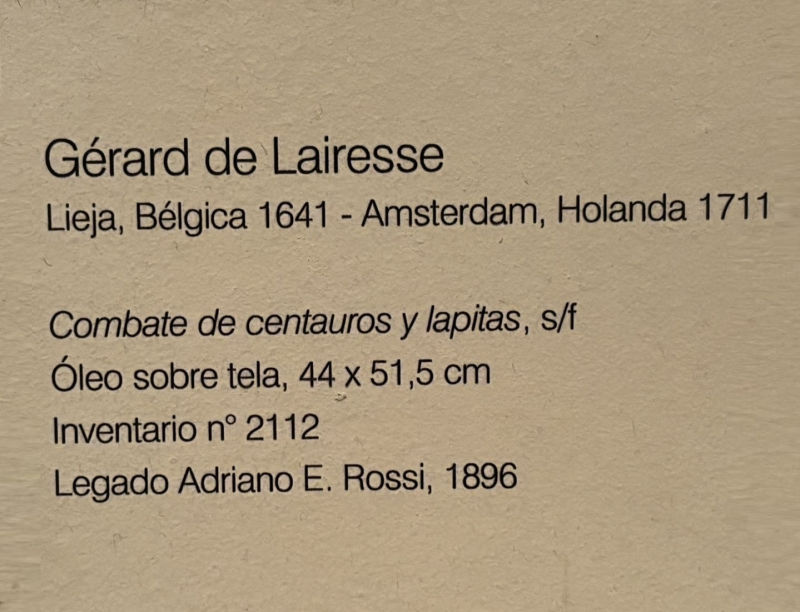 Gérard de Lairesse
Lieja, Bélgica 1641 - Amsterdam, Holanda 1711
Combate de centauros y lapitas, s/f
Óleo sobre tela, 44 x 51,5 cm
Inventario n° 2112
Legado Adriano E. Rossi, 1896